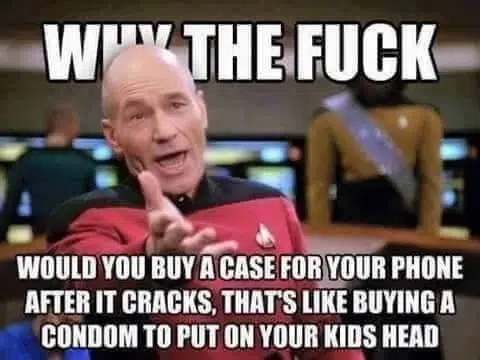 WHY THE FUCK
WOULD YOU BUY A CASE FOR YOUR PHONE
AFTER IT CRACKS, THAT'S LIKE BUYING A
CONDOM TO PUT ON YOUR KIDS HEAD